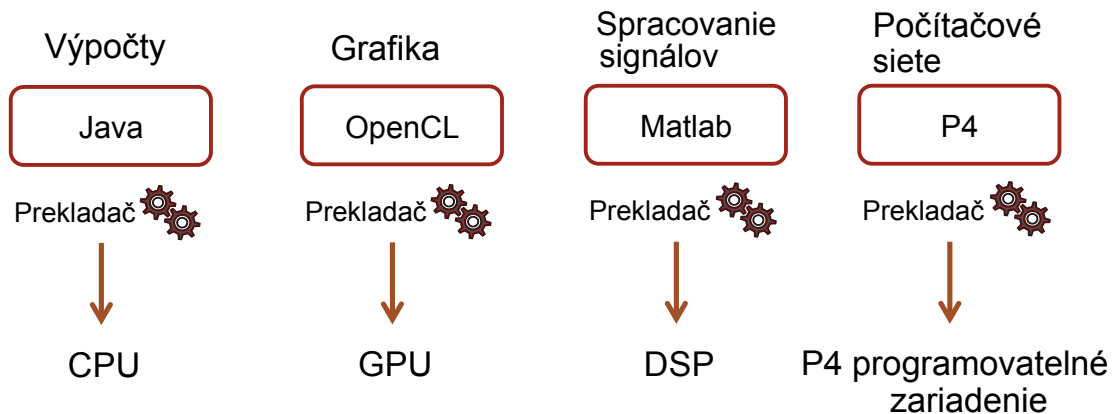 Výpočty
Java
Prekladač
CPU
Grafika
OpenCL
Prekladač
GPU
Spracovanie
signálov
Matlab
Prekladač
DSP
Počítačové
siete
P4
Prekladač
P4 programovatelné
zariadenie